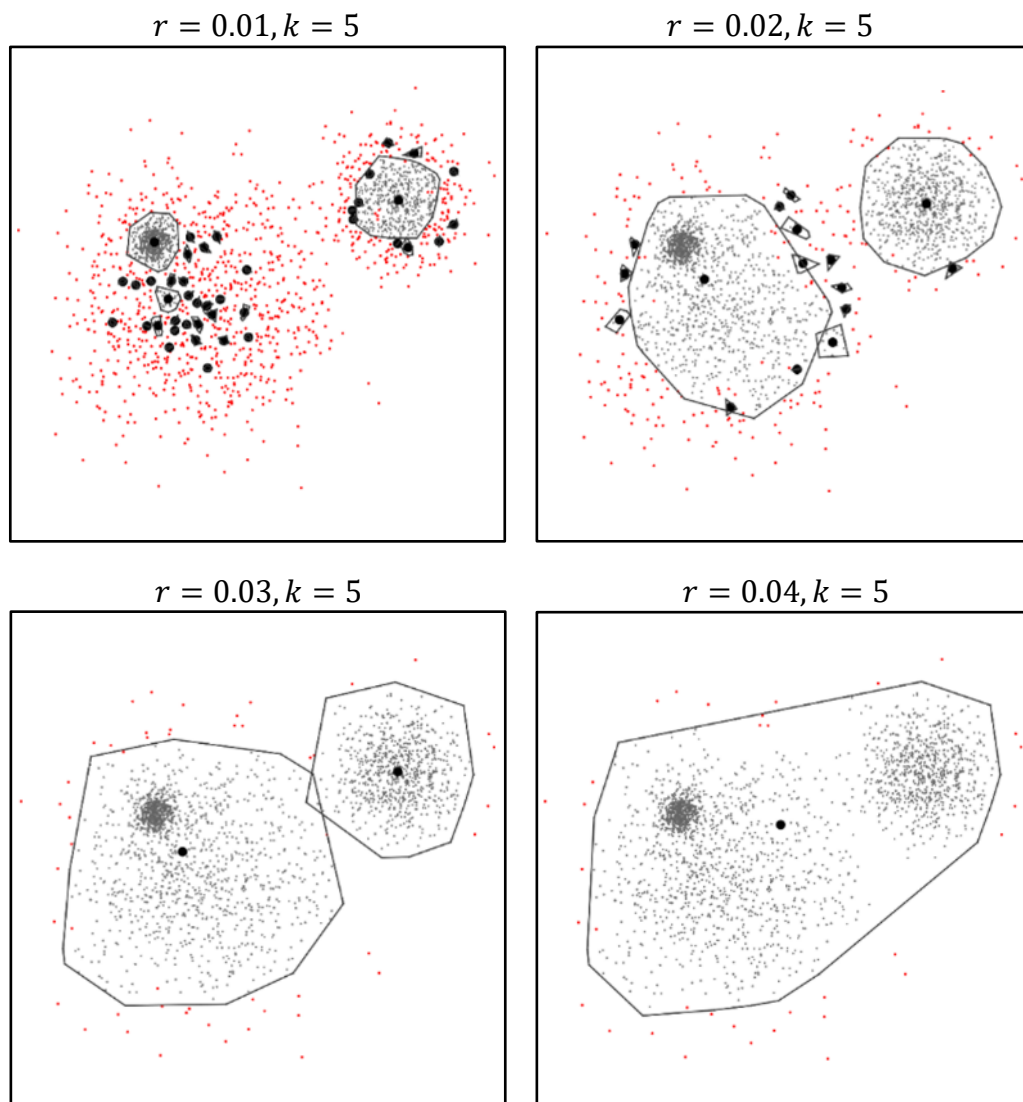 r = 0.01, k = 5
r = 0.02, k = 5
r = 0.03, k = 5
r = 0.04, k = 5